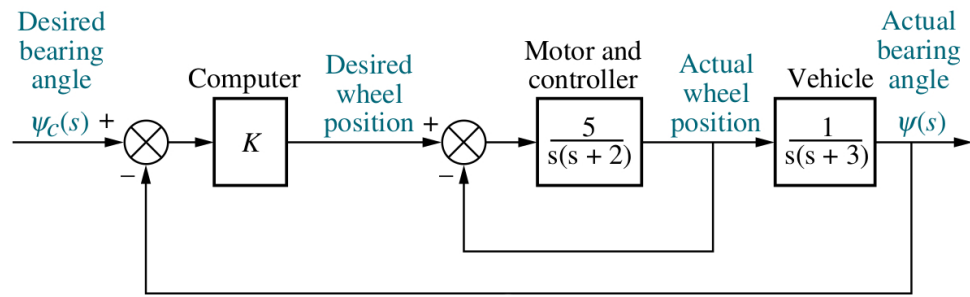 Desired
bearing
angle
ψC(s) +
−
Computer
K
Desired
wheel
position +
−
Motor and
controller
5
s(s + 2)
Actual
wheel
position
Vehicle
1
s(s + 3)
Actual
bearing
angle
ψ(s)